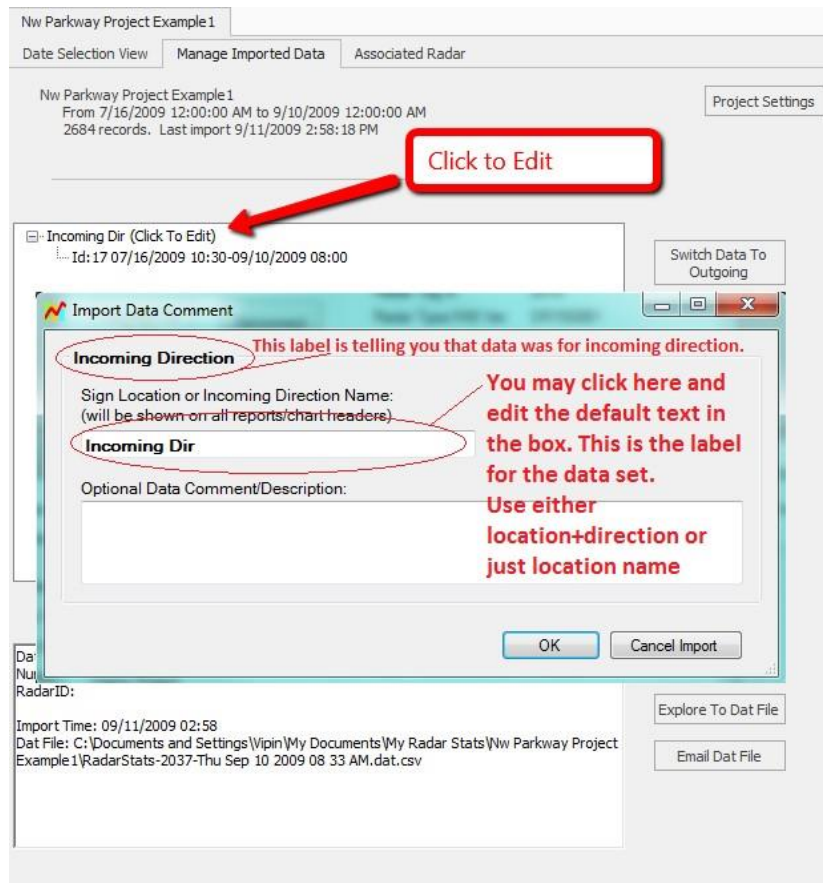 Nw Parkway Project Example1
Date Selection View Manage Imported Data Associated Radar
Nw Parkway Project Example1
From 7/16/2009 12:00:00 AM to 9/10/2009 12:00:00 AM
2684 records. Last import 9/11/2009 2:58:18 PM
Project Settings
Click to Edit
Incoming Dir (Click To Edit)
Id:17 07/16/2009 10:30-09/10/2009 08:00
Switch Data To
Outgoing
Import Data Comment
Incoming Direction
This label is telling you that data was for incoming direction.
Sign Location or Incoming Direction Name:
(will be shown on all reports/chart headers)
Incoming Dir
You may click here and
edit the default text in
the box. This is the label
for the data set.
Use either
location+direction or
just location name
Optional Data Comment/Description:
OK Cancel Import
RadarID:
Import Time: 09/11/2009 02:58
Dat File: C:\Documents and Settings\Vipin\My Documents\My Radar Stats\Nw Parkway Project
Example1\RadarStats-2037-Thu Sep 10 2009 08 33 AM.dat.csv
Explore To Dat File
Email Dat File